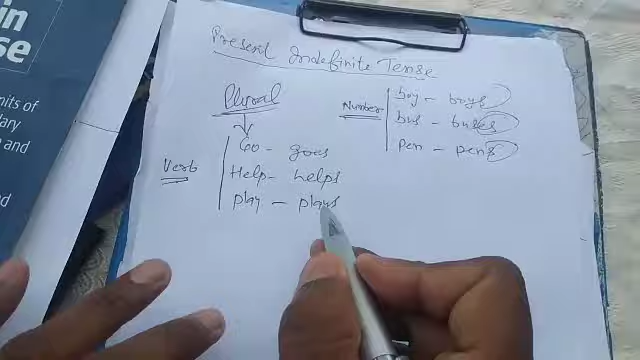 in
se
nits of
lary
n and
Present Indefinite Tense
Plural
Verb
Go - goes
Help - helps
Play - plays
Number
boy - boys
bus - buses
pen - pens